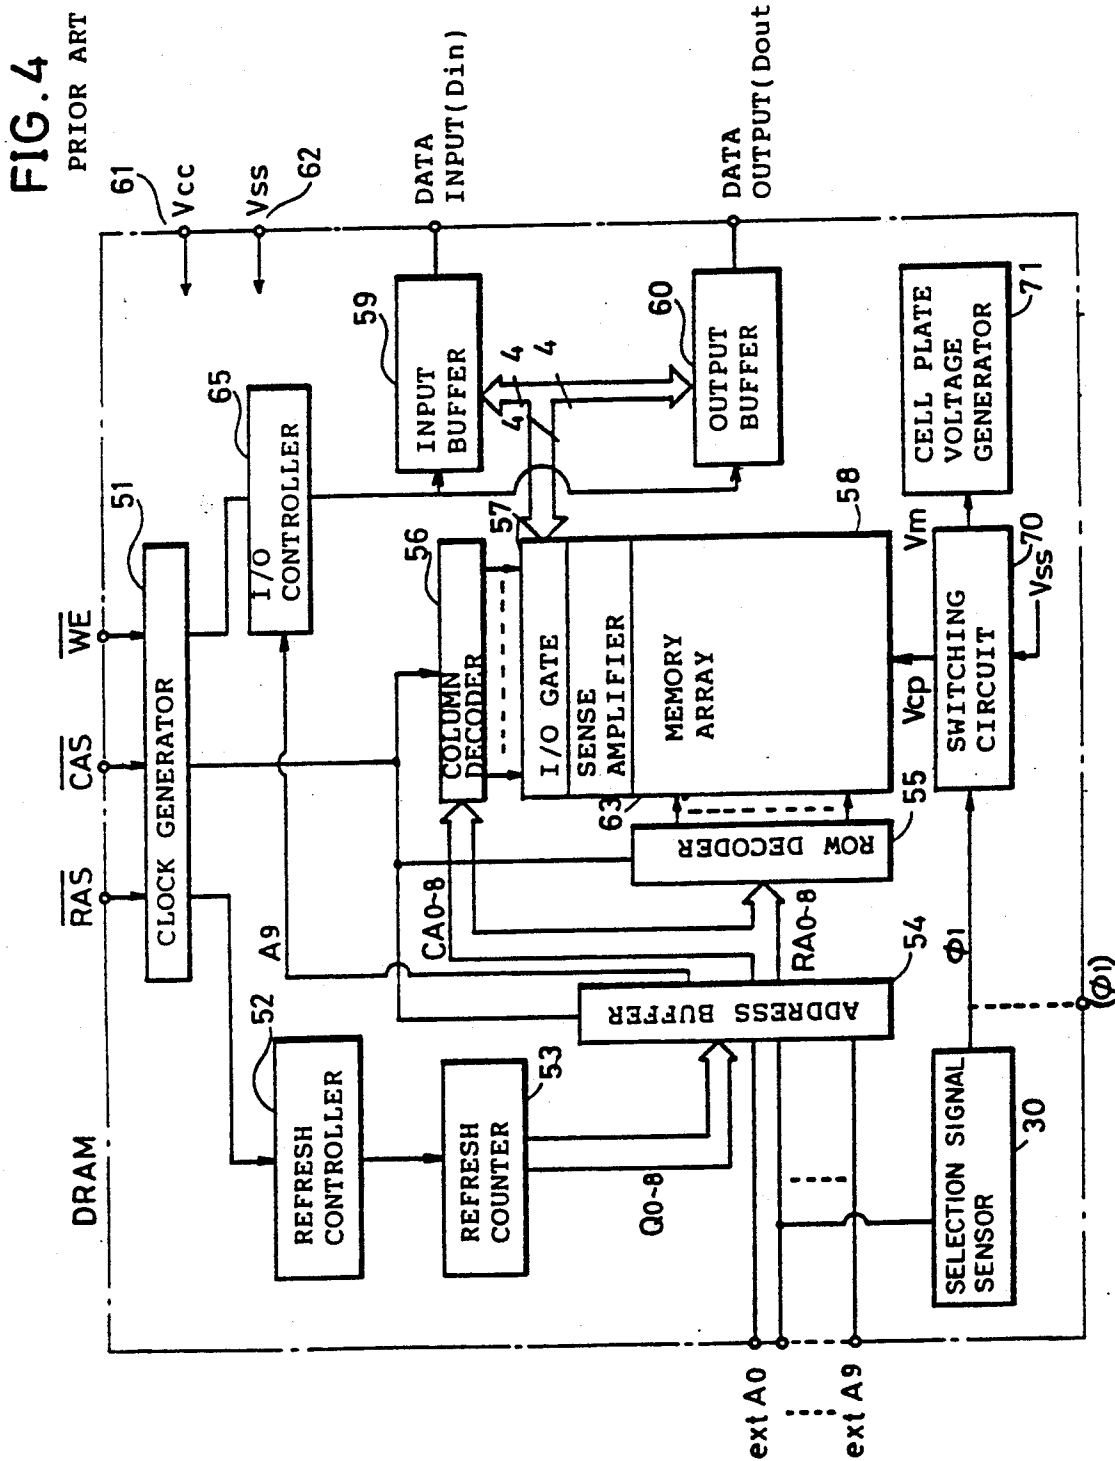 FIG.4
PRIOR ART
DRAM
RAS
CAS
WE
61
Vcc
Vss
62
51
CLOCK GENERATOR
65
I/O
CONTROLLER
52
REFRESH
CONTROLLER
A9
59
INPUT
BUFFER
DATA
INPUT(Din)
53
REFRESH
COUNTER
CA0~8
56
COLUMN
DECODER
57
4
4
4
I/O GATE
SENSE
AMPLIFIER
63
MEMORY
ARRAY
58
60
OUTPUT
BUFFER
DATA
OUTPUT(Dout
Q0~8
ADDRESS BUFFER
54
RA0~8
ROW DECODER
55
ext A0
ext A9
SELECTION SIGNAL
SENSOR
30
φ1
(φ1)
Vcp
SWITCHING
CIRCUIT
70
Vss
Vm
CELL PLATE
VOLTAGE
GENERATOR
71